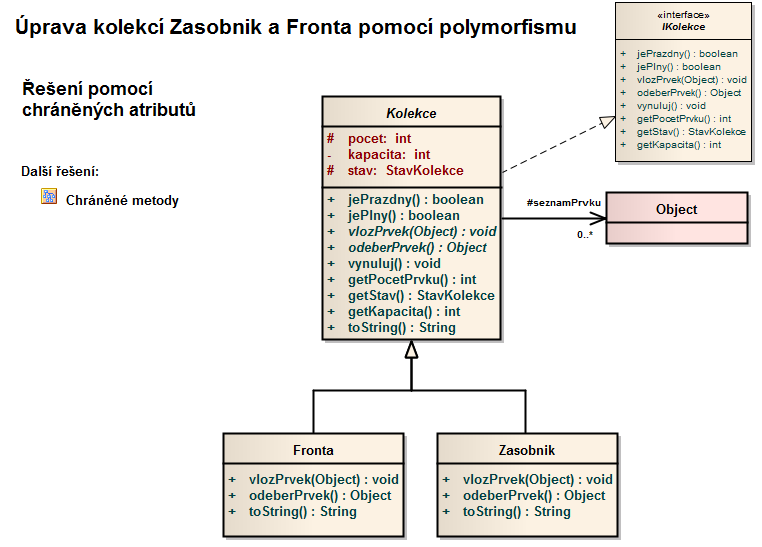 Úprava kolekcí Zasobnik a Fronta pomocí polymorfismu
«interface»
IKolekce
+ jePrazdny() : boolean
+ jePlny() : boolean
+ vlozPrvek(Object) : void
+ odeberPrvek() : Object
+ vynuluj() : void
+ getPocetPrvku() : int
+ getStav() : StavKolekce
+ getKapacita() : int
Řešení pomocí
chráněných atributů
Další řešení:
Chráněné metody
Kolekce
# pocet: int
- kapacita: int
# stav: StavKolekce
+ jePrazdny() : boolean
+ jePlny() : boolean
+ vlozPrvek(Object) : void
+ odeberPrvek() : Object
+ vynuluj() : void
+ getPocetPrvku() : int
+ getStav() : StavKolekce
+ getKapacita() : int
+ toString() : String
#seznamPrvku
0..*
Object
Fronta
+ vlozPrvek(Object) : void
+ odeberPrvek() : Object
+ toString() : String
Zasobnik
+ vlozPrvek(Object) : void
+ odeberPrvek() : Object
+ toString() : String